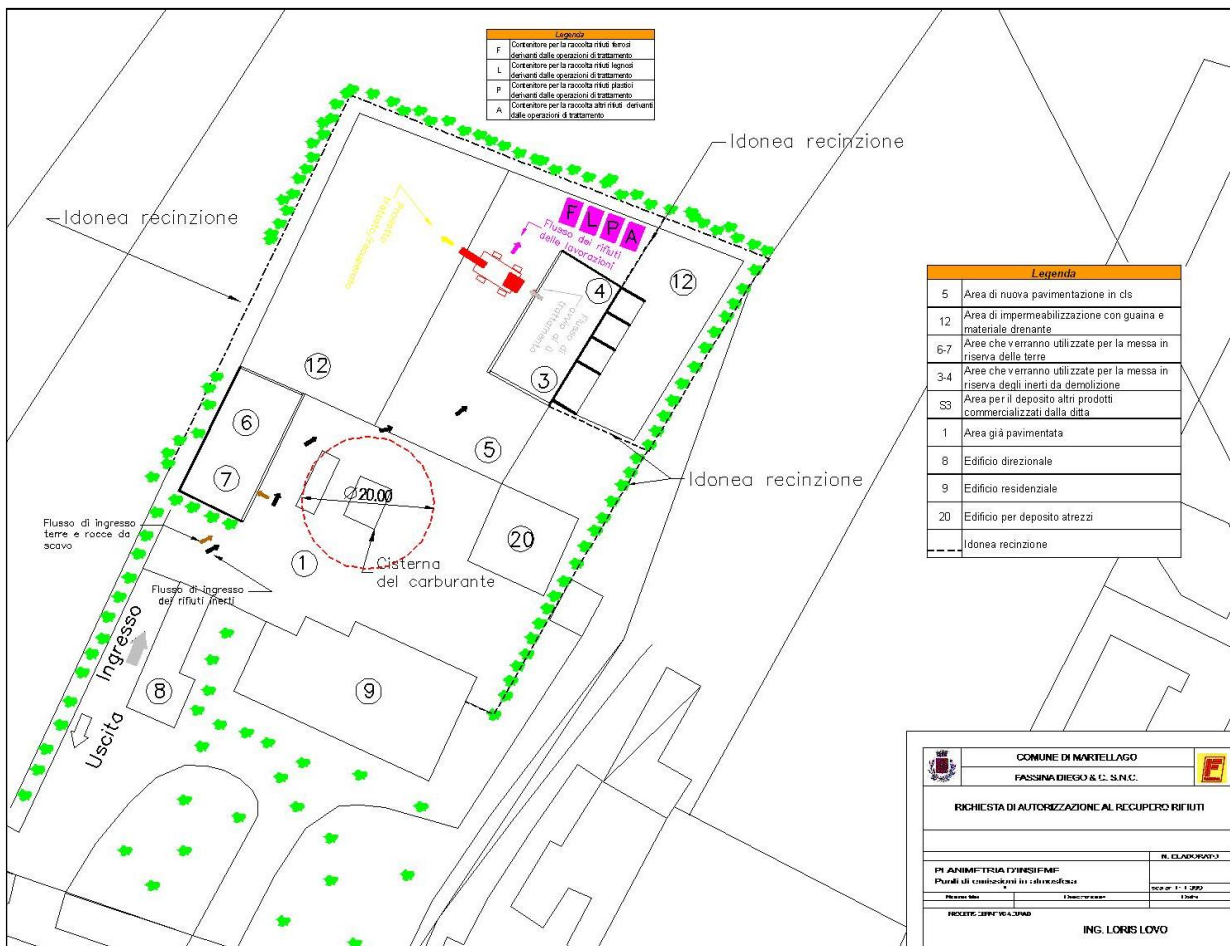 Legenda
F Contenitore per la raccolta rifiuti ferrosi
derivanti dalle operazioni di trattamento
L Contenitore per la raccolta rifiuti legnosi
derivanti dalle operazioni di trattamento
P Contenitore per la raccolta rifiuti plastici
derivanti dalle operazioni di trattamento
A Contenitore per la raccolta altri rifiuti derivanti
dalle operazioni di trattamento
Idonea recinzione
Idonea recinzione
F L P A
Flusso dei rifiuti
delle lavorazioni
Prodotto
trattato/recuperato
12
4
Flusso di
avvio al
trattamento
3
12
6
7
5
Idonea recinzione
Ø20.00
20
Flusso di ingresso
terre e rocce da
scavo
1
Cisterna
del carburante
Flusso di ingresso
dei rifiuti inerti
Ingresso
Uscita
8
9
Legenda
5 Area di nuova pavimentazione in cls
12 Area di impermeabilizzazione con guaina e
materiale drenante
6-7 Aree che verranno utilizzate per la messa in
riserva delle terre
3-4 Aree che verranno utilizzate per la messa in
riserva degli inerti da demolizione
S3 Area per il deposito altri prodotti
commercializzati dalla ditta
1 Area già pavimentata
8 Edificio direzionale
9 Edificio residenziale
20 Edificio per deposito atrezzi
Idonea recinzione
COMUNE DI MARTELLAGO
FASSINA DIEGO & C. S.N.C.
RICHIESTA DI AUTORIZZAZIONE AL RECUPERO RIFIUTI
N. ELABORATO
PLANIMETRIA D'INSIEME
Punti di emissioni in atmosfera
ING. LORIS LOVO